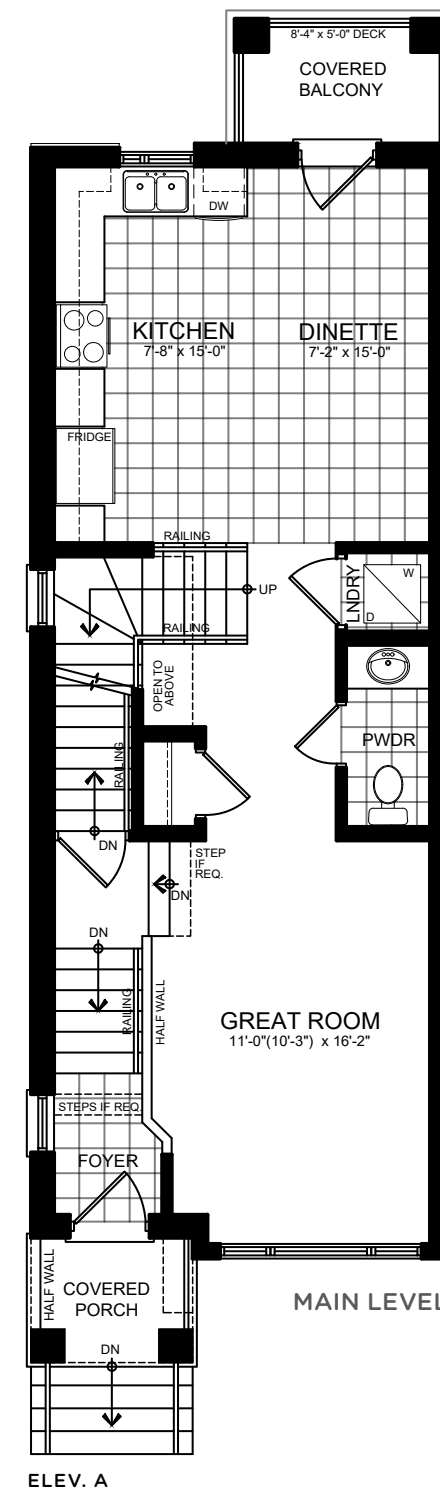 8'-4" x 5'-0" DECK
COVERED
BALCONY
DW
KITCHEN
7'-8" x 15'-0"
DINETTE
7'-2" x 15'-0"
FRIDGE
RAILING
UP
RAILING
LNDRY
W
D
OPEN TO
ABOVE
PWDR
RAILING
DN
STEP
IF
REQ.
DN
DN
RAILING
HALF WALL
GREAT ROOM
11'-0"(10'-3") x 16'-2"
STEPS IF REQ.
FOYER
HALF WALL
COVERED
PORCH
MAIN LEVEL
DN
ELEV. A